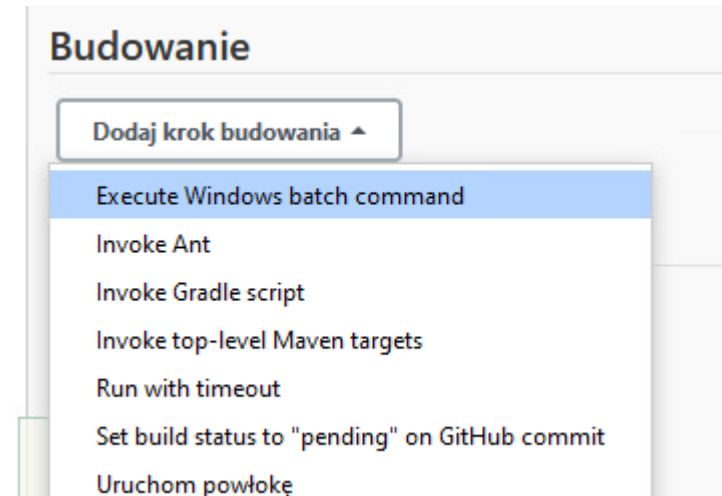 Budowanie
Dodaj krok budowania
Execute Windows batch command
Invoke Ant
Invoke Gradle script
Invoke top-level Maven targets
Run with timeout
Set build status to "pending" on GitHub commit
Uruchom powłokę